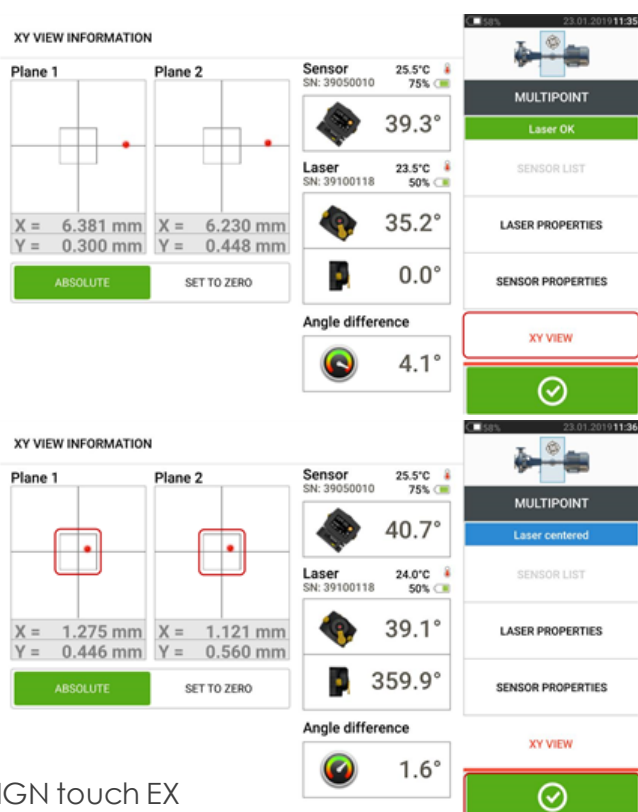 58% 23.01.2019 11:35
XY VIEW INFORMATION
Plane 1 Plane 2
X = 6.381 mm X = 6.230 mm
Y = 0.300 mm Y = 0.448 mm
ABSOLUTE SET TO ZERO
Sensor 25.5°C
SN: 39050010 75%
39.3°
Laser 23.5°C
SN: 39100118 50%
35.2°
0.0°
Angle difference
4.1°
MULTIPOINT
Laser OK
SENSOR LIST
LASER PROPERTIES
SENSOR PROPERTIES
XY VIEW
58% 23.01.2019 11:36
XY VIEW INFORMATION
Plane 1 Plane 2
X = 1.275 mm X = 1.121 mm
Y = 0.446 mm Y = 0.560 mm
ABSOLUTE SET TO ZERO
Sensor 25.5°C
SN: 39050010 75%
40.7°
Laser 24.0°C
SN: 39100118 50%
39.1°
359.9°
Angle difference
1.6°
MULTIPOINT
Laser centered
SENSOR LIST
LASER PROPERTIES
SENSOR PROPERTIES
XY VIEW
IGN touch EX